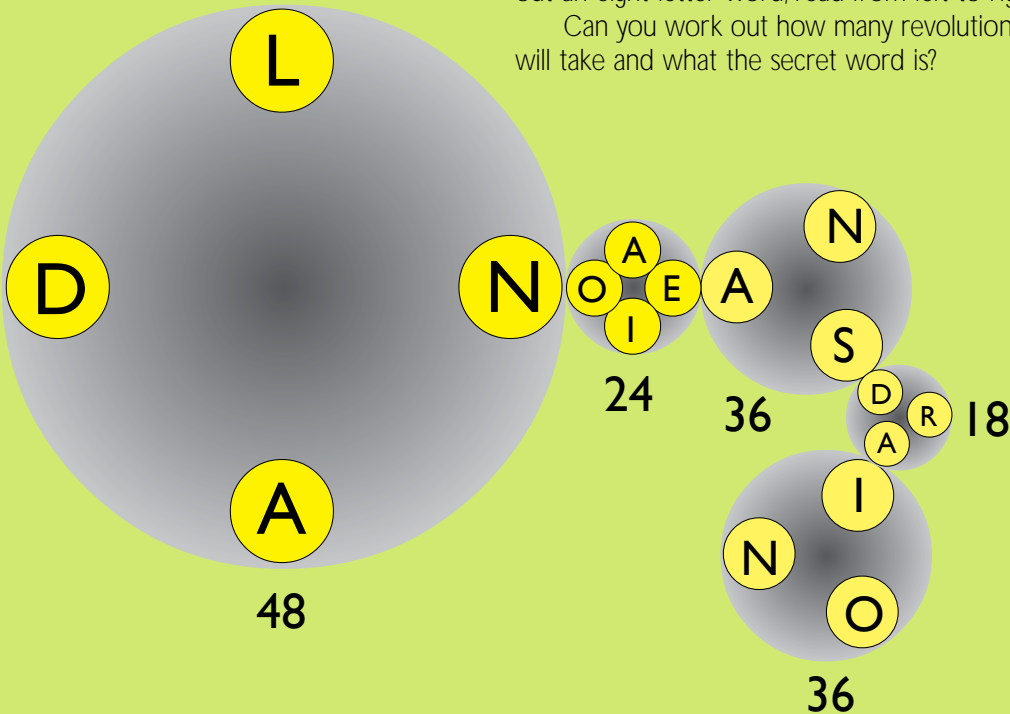 Can you work out how many revolution
will take and what the secret word is?
L
D
N
A
48
A
O
E
I
24
N
A
S
36
D
R
A
18
I
N
O
36